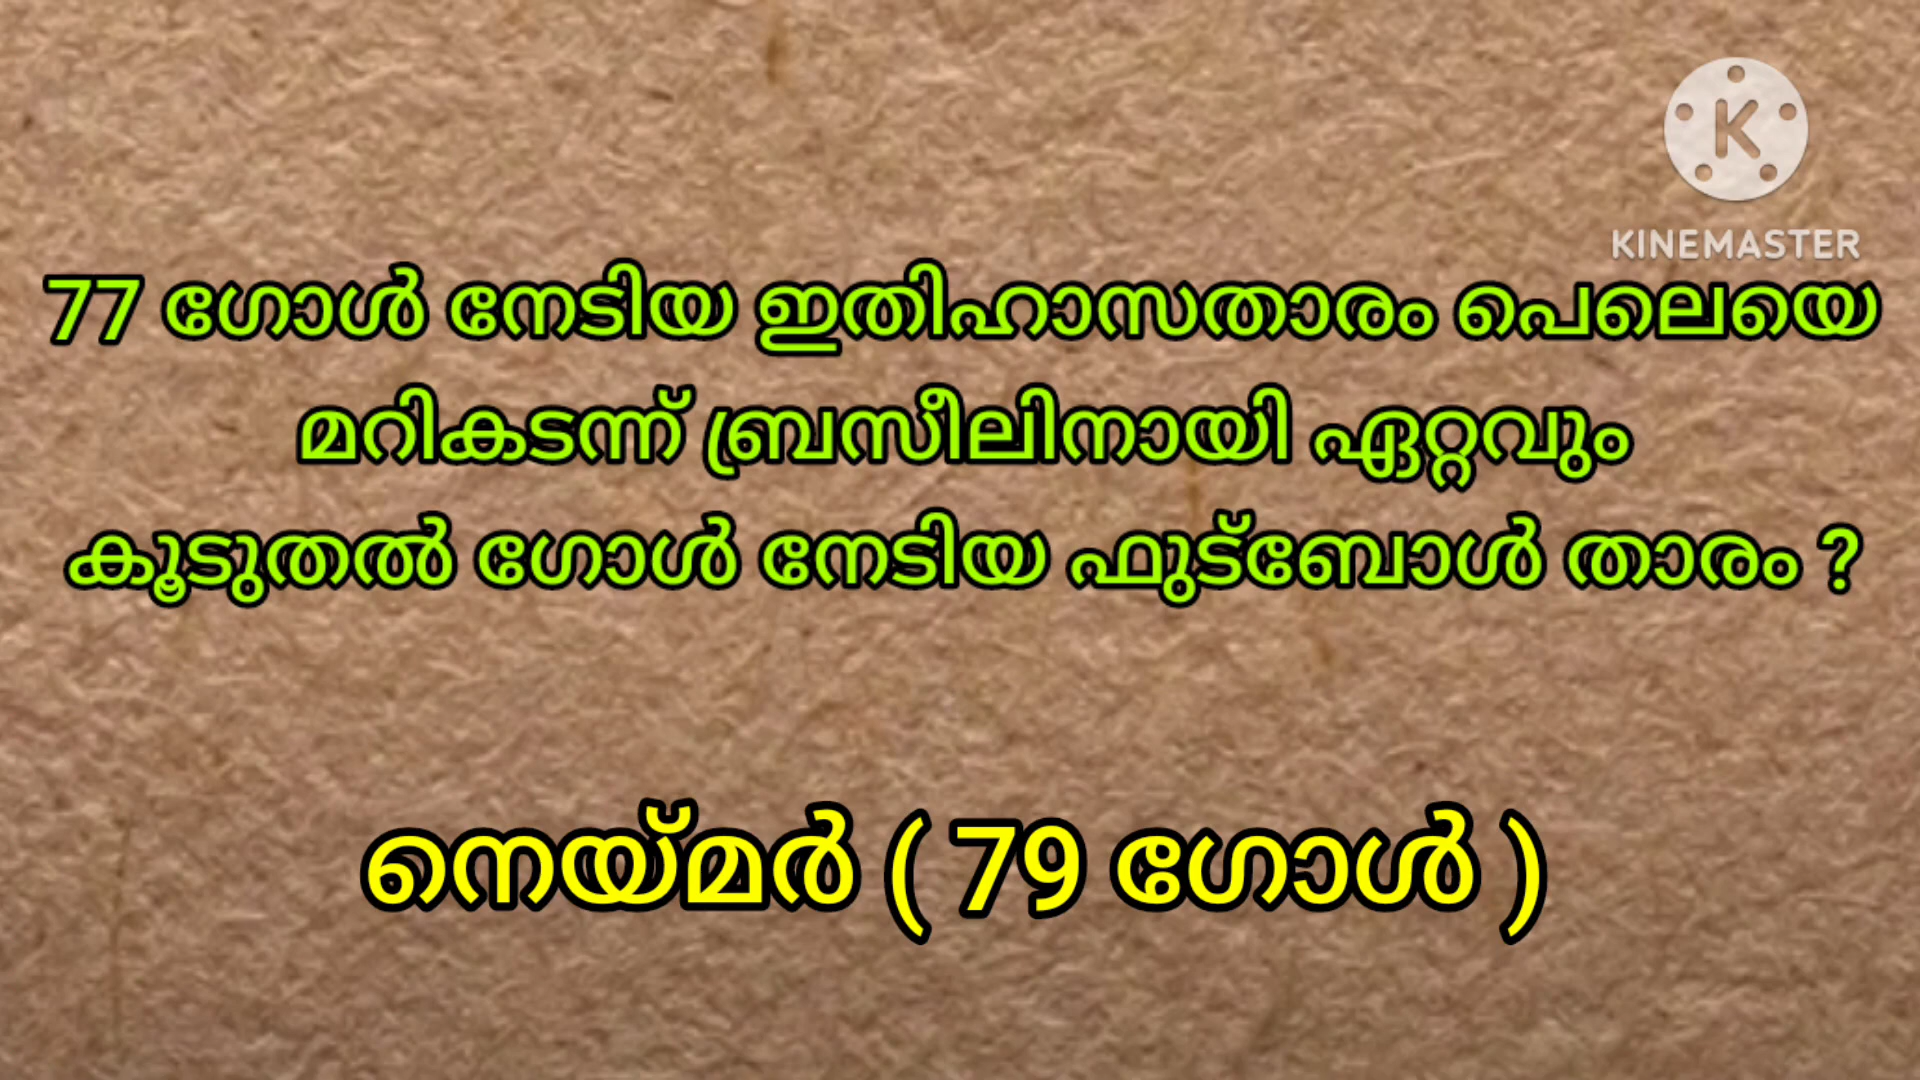 KINEMASTER
77 ഗോൾ നേടിയ ഇതിഹാസതാരം പെലെയെ
മറികടന്ന് ബ്രസീലിനായി ഏറ്റവും
കൂടുതൽ ഗോൾ നേടിയ ഫുട്ബോൾ താരം ?
നെയ്മർ ( 79 ഗോൾ )